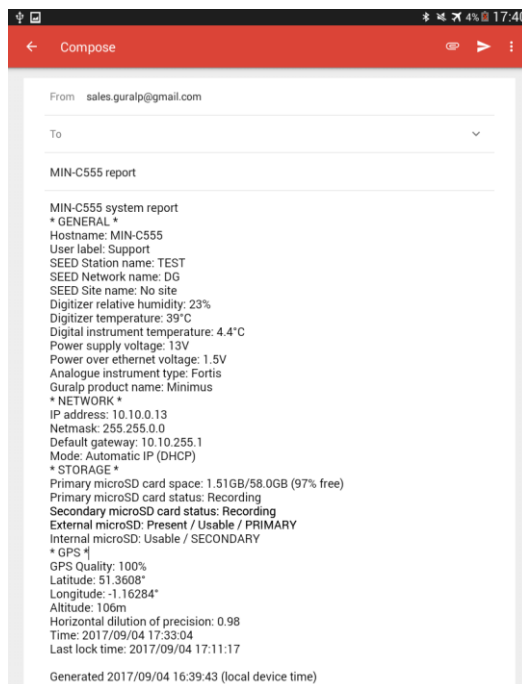 4% 17:40
Compose
From sales.guralp@gmail.com
To
MIN-C555 report
MIN-C555 system report
* GENERAL *
Hostname: MIN-C555
User label: Support
SEED Station name: TEST
SEED Network name: DG
SEED Site name: No site
Digitizer relative humidity: 23%
Digitizer temperature: 39°C
Digital instrument temperature: 4.4°C
Power supply voltage: 13V
Power over ethernet voltage: 1.5V
Analogue instrument type: Fortis
Guralp product name: Minimus
* NETWORK *
IP address: 10.10.0.13
Netmask: 255.255.0.0
Default gateway: 10.10.255.1
Mode: Automatic IP (DHCP)
* STORAGE *
Primary microSD card space: 1.51GB/58.0GB (97% free)
Primary microSD card status: Recording
Secondary microSD card status: Recording
External microSD: Present / Usable / PRIMARY
Internal microSD: Usable / SECONDARY
* GPS *
GPS Quality: 100%
Latitude: 51.3608°
Longitude: -1.16284°
Altitude: 106m
Horizontal dilution of precision: 0.98
Time: 2017/09/04 17:33:04
Last lock time: 2017/09/04 17:11:17
Generated 2017/09/04 16:39:43 (local device time)